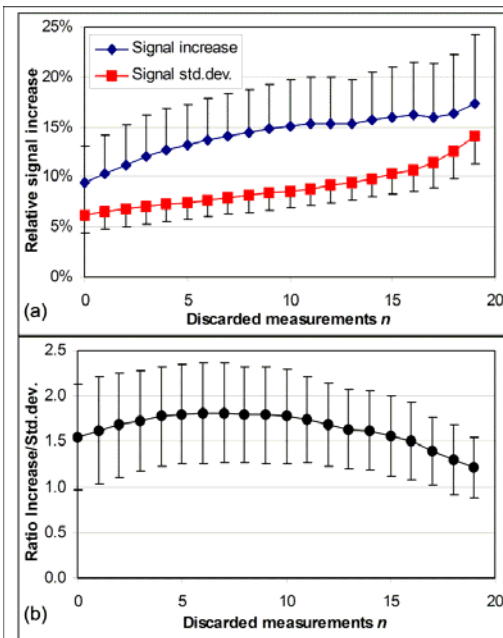 25%
20%
15%
10%
5%
0%
Relative signal increase
Signal increase
Signal std.dev.
0 5 10 15 20
(a)
Discarded measurements n
2.5
2.0
1.5
1.0
0.5
0.0
Ratio Increase/Std.dev.
0 5 10 15 20
(b)
Discarded measurements n